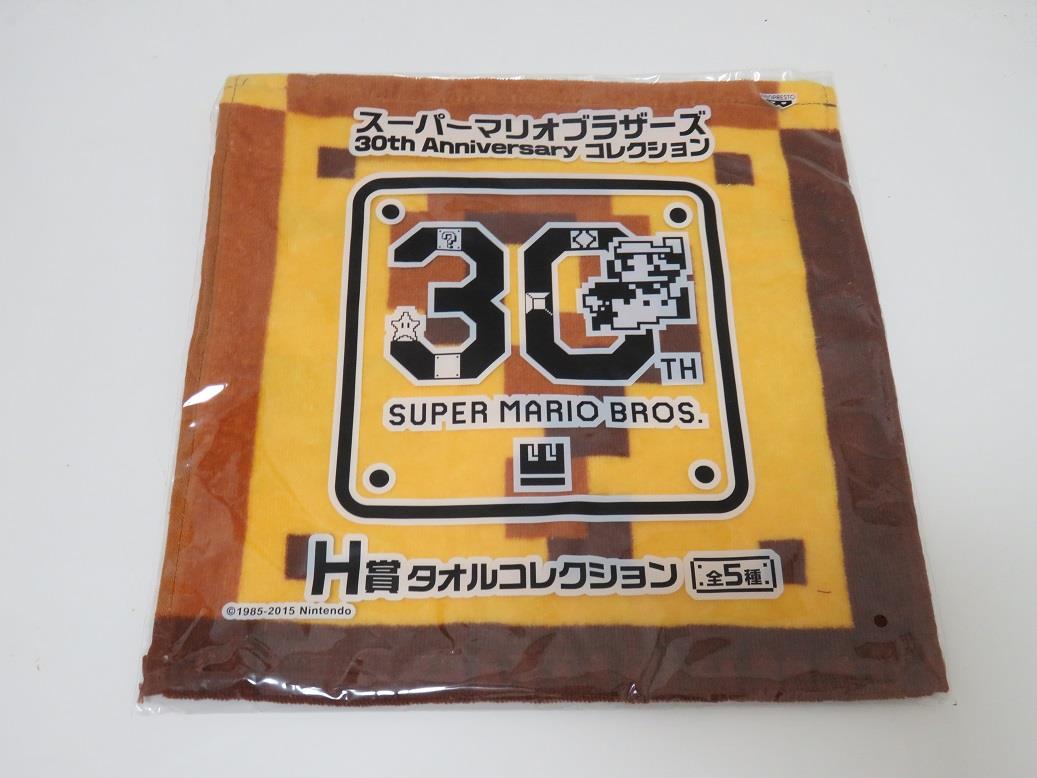 BANPRESTO
スーパーマリオブラザーズ
30th Anniversary コレクション
30TH
SUPER MARIO BROS.
H賞 タオルコレクション 全5種
©1985-2015 Nintendo